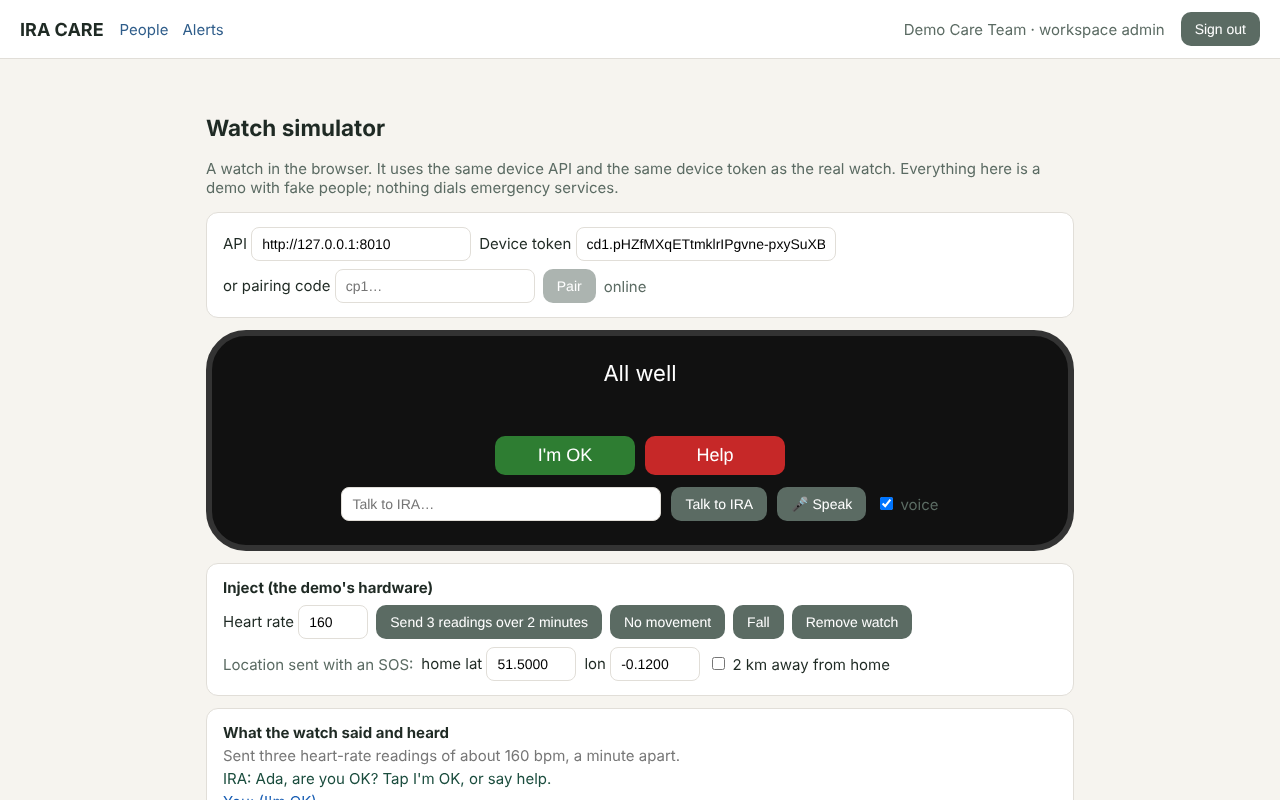 IRA CARE People Alerts Demo Care Team · workspace admin Sign out
Watch simulator
A watch in the browser. It uses the same device API and the same device token as the real watch. Everything here is a
demo with fake people; nothing dials emergency services.
API http://127.0.0.1:8010 Device token cd1.pHZfMXqETtmklrIPgvne-pxySuXB
or pairing code cp1… Pair online
All well
I'm OK Help
Talk to IRA… Talk to IRA 🎤 Speak voice
Inject (the demo's hardware)
Heart rate 160 Send 3 readings over 2 minutes No movement Fall Remove watch
Location sent with an SOS: home lat 51.5000 lon -0.1200 2 km away from home
What the watch said and heard
Sent three heart-rate readings of about 160 bpm, a minute apart.
IRA: Ada, are you OK? Tap I'm OK, or say help.
You: (I'm OK)